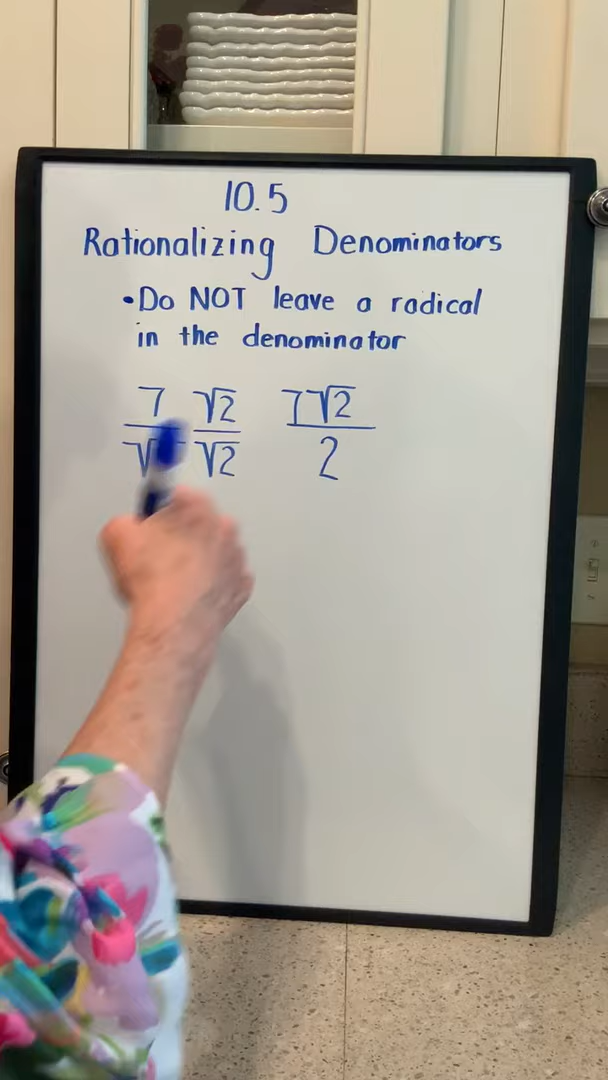 10.5
Rationalizing Denominators
•Do NOT leave a radical
in the denominator
7 √2 7√2
√ √2 2